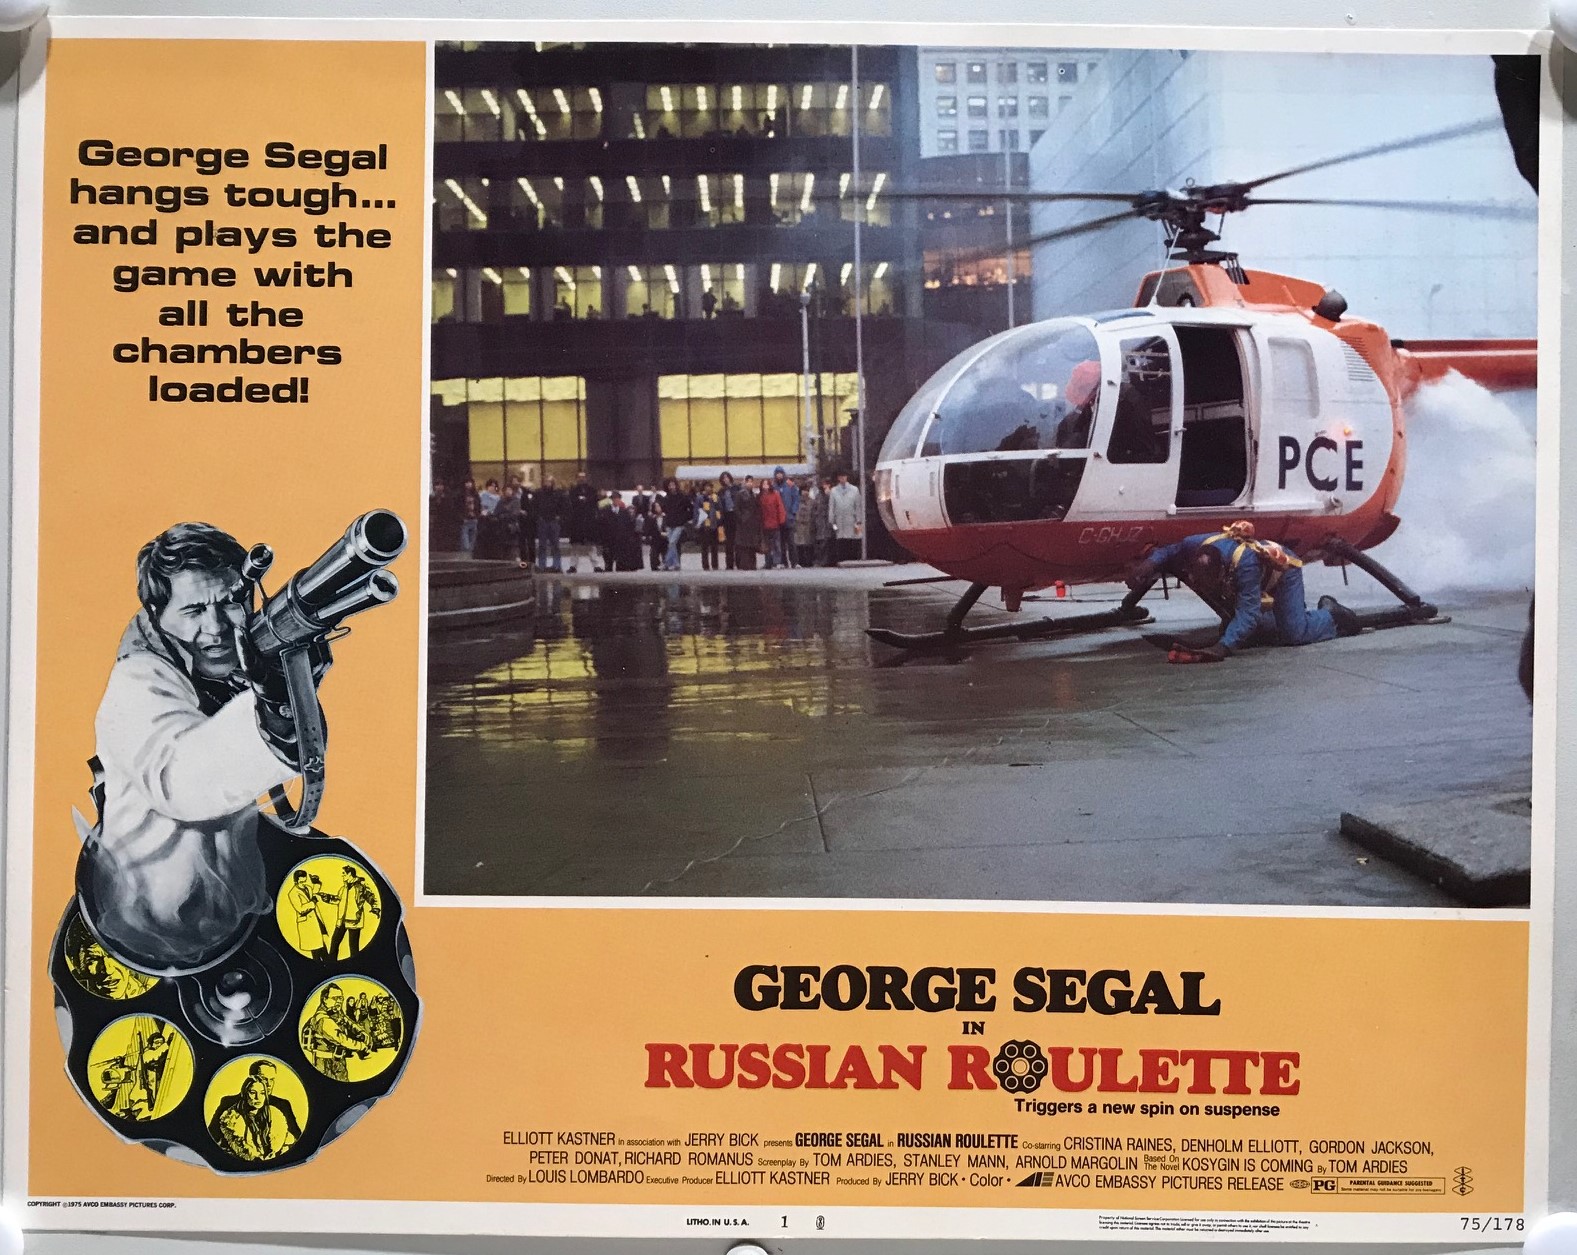 George Segal
hangs tough...
and plays the
game with
all the
chambers
loaded!
PCE
GEORGE SEGAL
IN
RUSSIAN ROULETTE
Triggers a new spin on suspense
ELLIOTT KASTNER in association with JERRY BICK presents GEORGE SEGAL in RUSSIAN ROULETTE Co-starring CRISTINA RAINES, DENHOLM ELLIOTT, GORDON JACKSON,
PETER DONAT, RICHARD ROMANUS Screenplay By TOM ARDIES, STANLEY MANN, ARNOLD MARGOLIN Based On The Novel KOSYGIN IS COMING By TOM ARDIES
Directed By LOUIS LOMBARDO Executive Producer ELLIOTT KASTNER Produced By JERRY BICK • Color • AVCO EMBASSY PICTURES RELEASE PG PARENTAL GUIDANCE SUGGESTED
COPYRIGHT ©1975 AVCO EMBASSY PICTURES CORP.
LITHO. IN U.S.A. 1
75/178